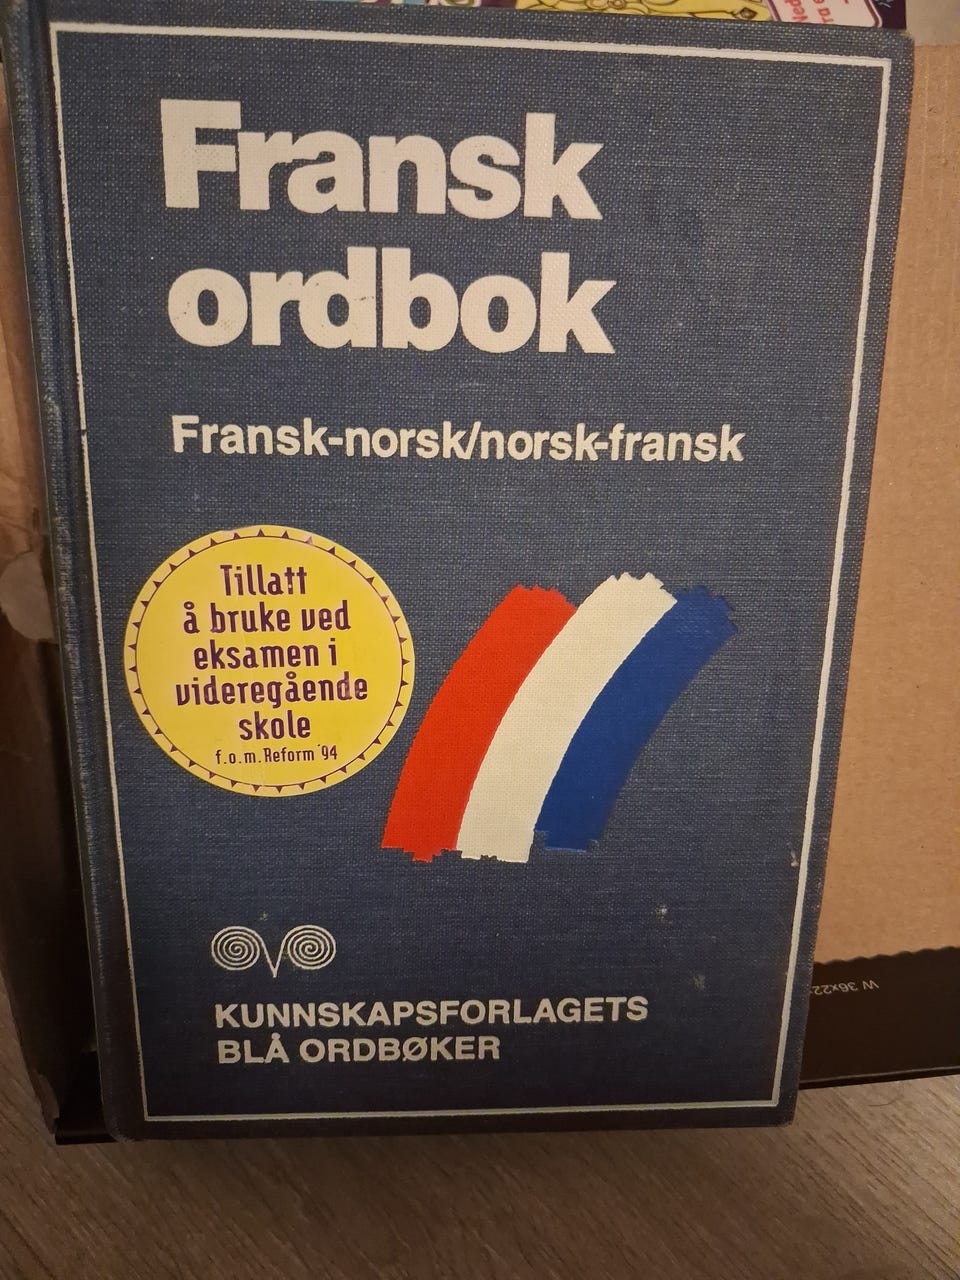 Fransk
ordbok
Fransk-norsk/norsk-fransk
Tillatt
å bruke ved
eksamen i
videregående
skole
f.o.m. Reform '94
KUNNSKAPSFORLAGETS
BLÅ ORDBØKER